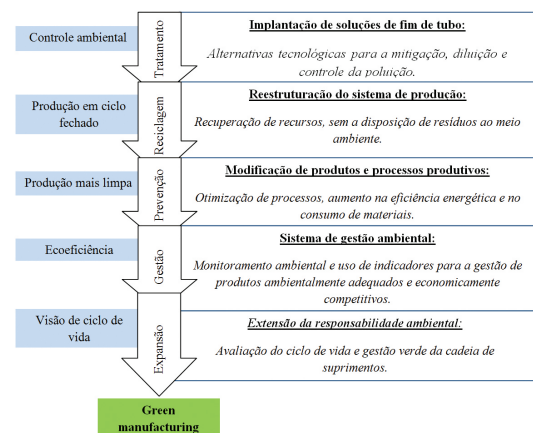 Controle ambiental
Tratamento
Implantação de soluções de fim de tubo:
Alternativas tecnológicas para a mitigação, diluição e
controle da poluição.
Produção em ciclo
fechado
Reciclagem
Reestruturação do sistema de produção:
Recuperação de recursos, sem a disposição de resíduos ao meio
ambiente.
Produção mais limpa
Prevenção
Modificação de produtos e processos produtivos:
Otimização de processos, aumento na eficiência energética e no
consumo de materiais.
Ecoeficiência
Gestão
Sistema de gestão ambiental:
Monitoramento ambiental e uso de indicadores para a gestão de
produtos ambientalmente adequados e economicamente
competitivos.
Visão de ciclo de
vida
Expansão
Extensão da responsabilidade ambiental:
Avaliação do ciclo de vida e gestão verde da cadeia de
suprimentos.
Green
manufacturing